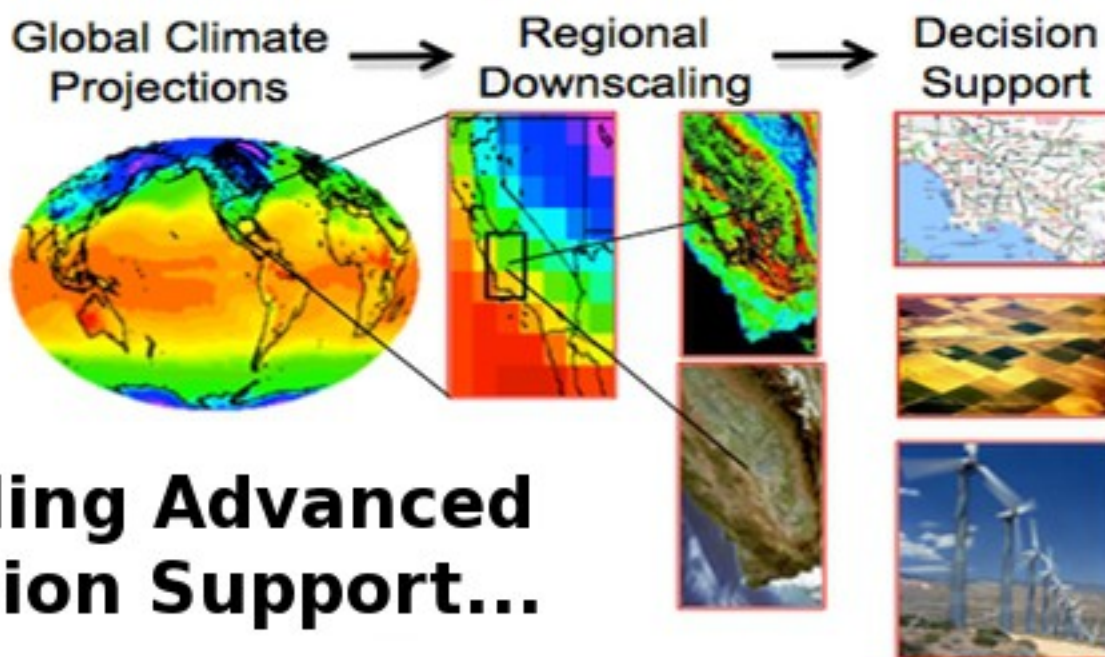 Global Climate
Projections
Regional
Downscaling
Decision
Support
ling Advanced
ion Support...